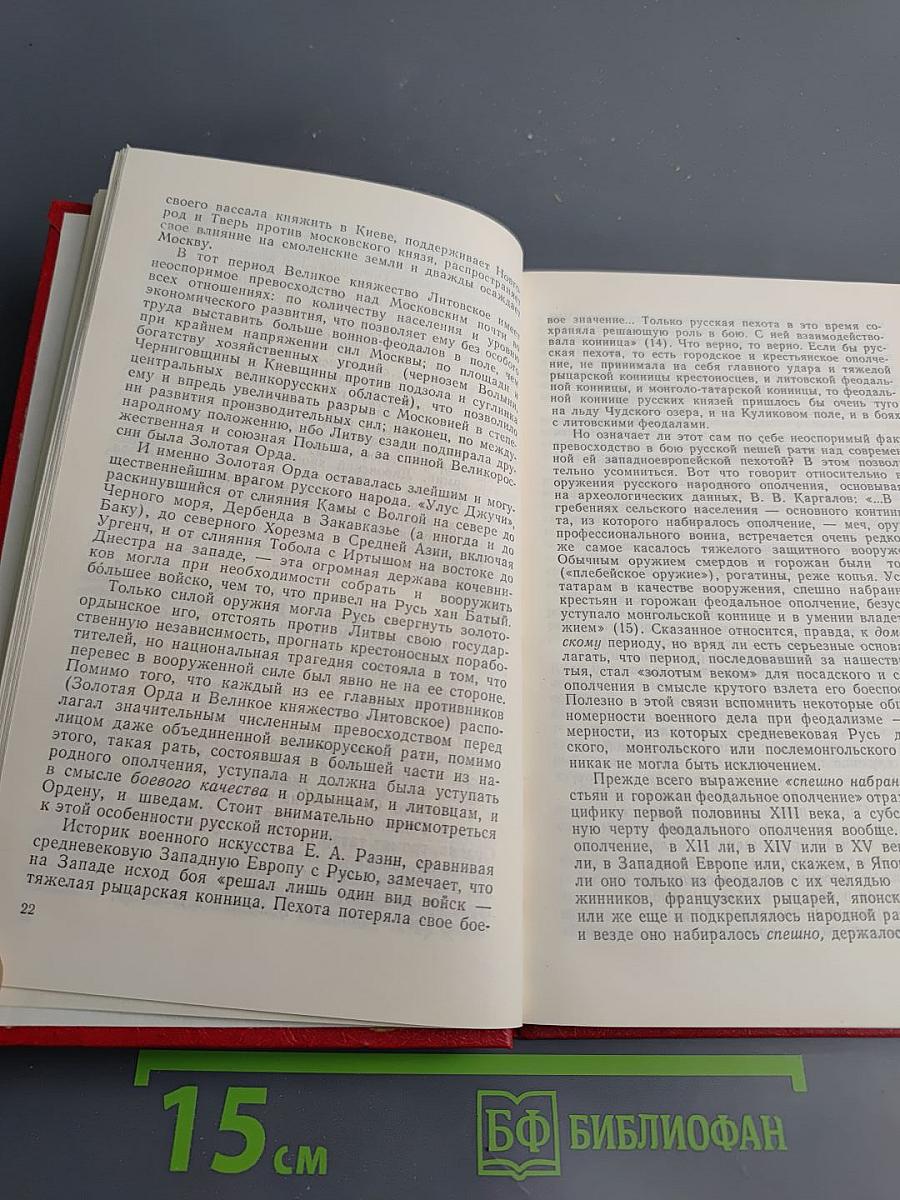 своего вассала княжить в Киеве, поддерживает Новго-
род и Тверь против московского князя, распространяет
свое влияние на смоленские земли и дважды осаждает
Москву.
В тот период Великое княжество Литовское имеет
неоспоримое превосходство над Московским почти во
всех отношениях: по количеству населения и уровню
экономического развития, что позволяет ему без особого
труда выставить больше воинов-феодалов в поле, чем
при крайнем напряжении сил Москвы; по площади и
богатству хозяйственных угодий (чернозем Волыни,
Черниговщины и Киевщины против подзола и суглинка
центральных великорусских областей), что позволило
ему и впредь увеличивать разрыв с Московией в степе-
ни развития производительных сил; наконец, по между-
народному положению, ибо Литву сзади подпирала дру-
жественная и союзная Польша, а за спиной Великорос-
сии была Золотая Орда.
И именно Золотая Орда оставалась злейшим и могу-
щественнейшим врагом русского народа. «Улус Джучи»,
раскинувшийся от слияния Камы с Волгой на севере до
Черного моря, Дербента в Закавказье (а иногда и до
Баку), до северного Хорезма в Средней Азии, включая
Ургенч, и от слияния Тобола с Иртышом на востоке до
Днестра на западе, — эта огромная держава кочевни-
ков могла при необходимости собрать и вооружить
бо́льшее войско, чем то, что привел на Русь хан Батый.
Только силой оружия могла Русь свергнуть золото-
ордынское иго, отстоять против Литвы свою государ-
ственную независимость, прогнать крестоносных порабо-
тителей, но национальная трагедия состояла в том, что
перевес в вооруженной силе был явно не на ее стороне.
Помимо того, что каждый из ее главных противников
(Золотая Орда и Великое княжество Литовское) распо-
лагал значительным численным превосходством перед
лицом даже объединенной великорусской рати, помимо
этого, такая рать, состоявшая в большей части из на-
родного ополчения, уступала и должна была уступать
в смысле боевого качества и ордынцам, и литовцам, и
Ордену, и шведам. Стоит внимательно присмотреться
к этой особенности русской истории.
Историк военного искусства Е. А. Разин, сравнивая
средневековую Западную Европу с Русью, замечает, что
на Западе исход боя «решал лишь один вид войск —
тяжелая рыцарская конница. Пехота потеряла свое бое-
22
вое значение... Только русская пехота в это время со-
храняла решающую роль в бою. С ней взаимодейство-
вала конница» (14). Что верно, то верно. Если бы рус-
ская пехота, то есть городское и крестьянское ополче-
ние, не принимала на себя главного удара и тяжелой
рыцарской конницы крестоносцев, и литовской феодаль-
ной конницы, и монголо-татарской конницы, то феодаль-
ной коннице русских князей пришлось бы очень туго
на льду Чудского озера, и на Куликовом поле, и в боях
с литовскими феодалами.
Но означает ли этот сам по себе неоспоримый фак
превосходство в бою русской пешей рати над современ
ной ей западноевропейской пехотой? В этом позвол
тельно усомниться. Вот что говорит относительно в
оружения русского народного ополчения, основыва
на археологических данных, В. В. Каргалов: «...В
гребениях сельского населения — основного контин
та, из которого набиралось ополчение, — меч, ору
профессионального воина, встречается очень редко
же самое касалось тяжелого защитного вооруж
Обычным оружием смердов и горожан были то
(«плебейское оружие»), рогатины, реже копья. Ус
татарам в качестве вооружения, спешно набранн
крестьян и горожан феодальное ополчение, безус
уступало монгольской коннице и в умении владет
жием» (15). Сказанное относится, правда, к дом
скому периоду, но вряд ли есть серьезные основа
лагать, что период, последовавший за нашестви
тыя, стал «золотым веком» для посадского и с
ополчения в смысле крутого взлета его боеспос
Полезно в этой связи вспомнить некоторые общ
номерности военного дела при феодализме —
мерности, из которых средневековая Русь д
ского, монгольского или послемонгольского
никак не могла быть исключением.
Прежде всего выражение «спешно набран
стьян и горожан феодальное ополчение» отра
цифику первой половины XIII века, а субс
ную черту феодального ополчения вообще.
ополчение, в XII ли, в XIV или в XV ве
ли, в Западной Европе или, скажем, в Япо
ли оно только из феодалов с их челядью
жинников, французских рыцарей, японск
или же еще и подкреплялось народной ра
и везде оно набиралось спешно, держалос
15 см
БФ БИБЛИОФАН